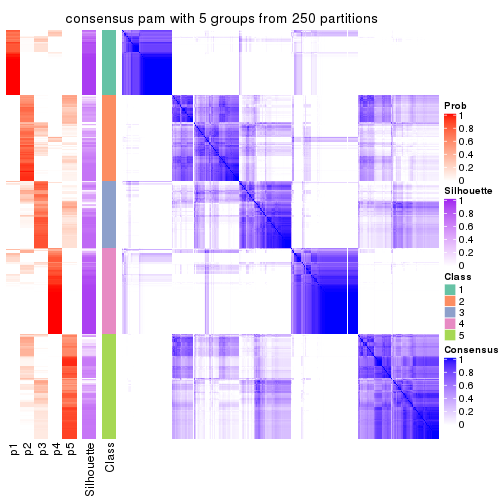 consensus pam with 5 groups from 250 partitions
p1
p2
p3
p4
p5
Silhouette
Class
Prob
1
0.8
0.6
0.4
0.2
0
Silhouette
1
0.8
0.6
0.4
0.2
0
Class
1
2
3
4
5
Consensus
1
0.8
0.6
0.4
0.2
0